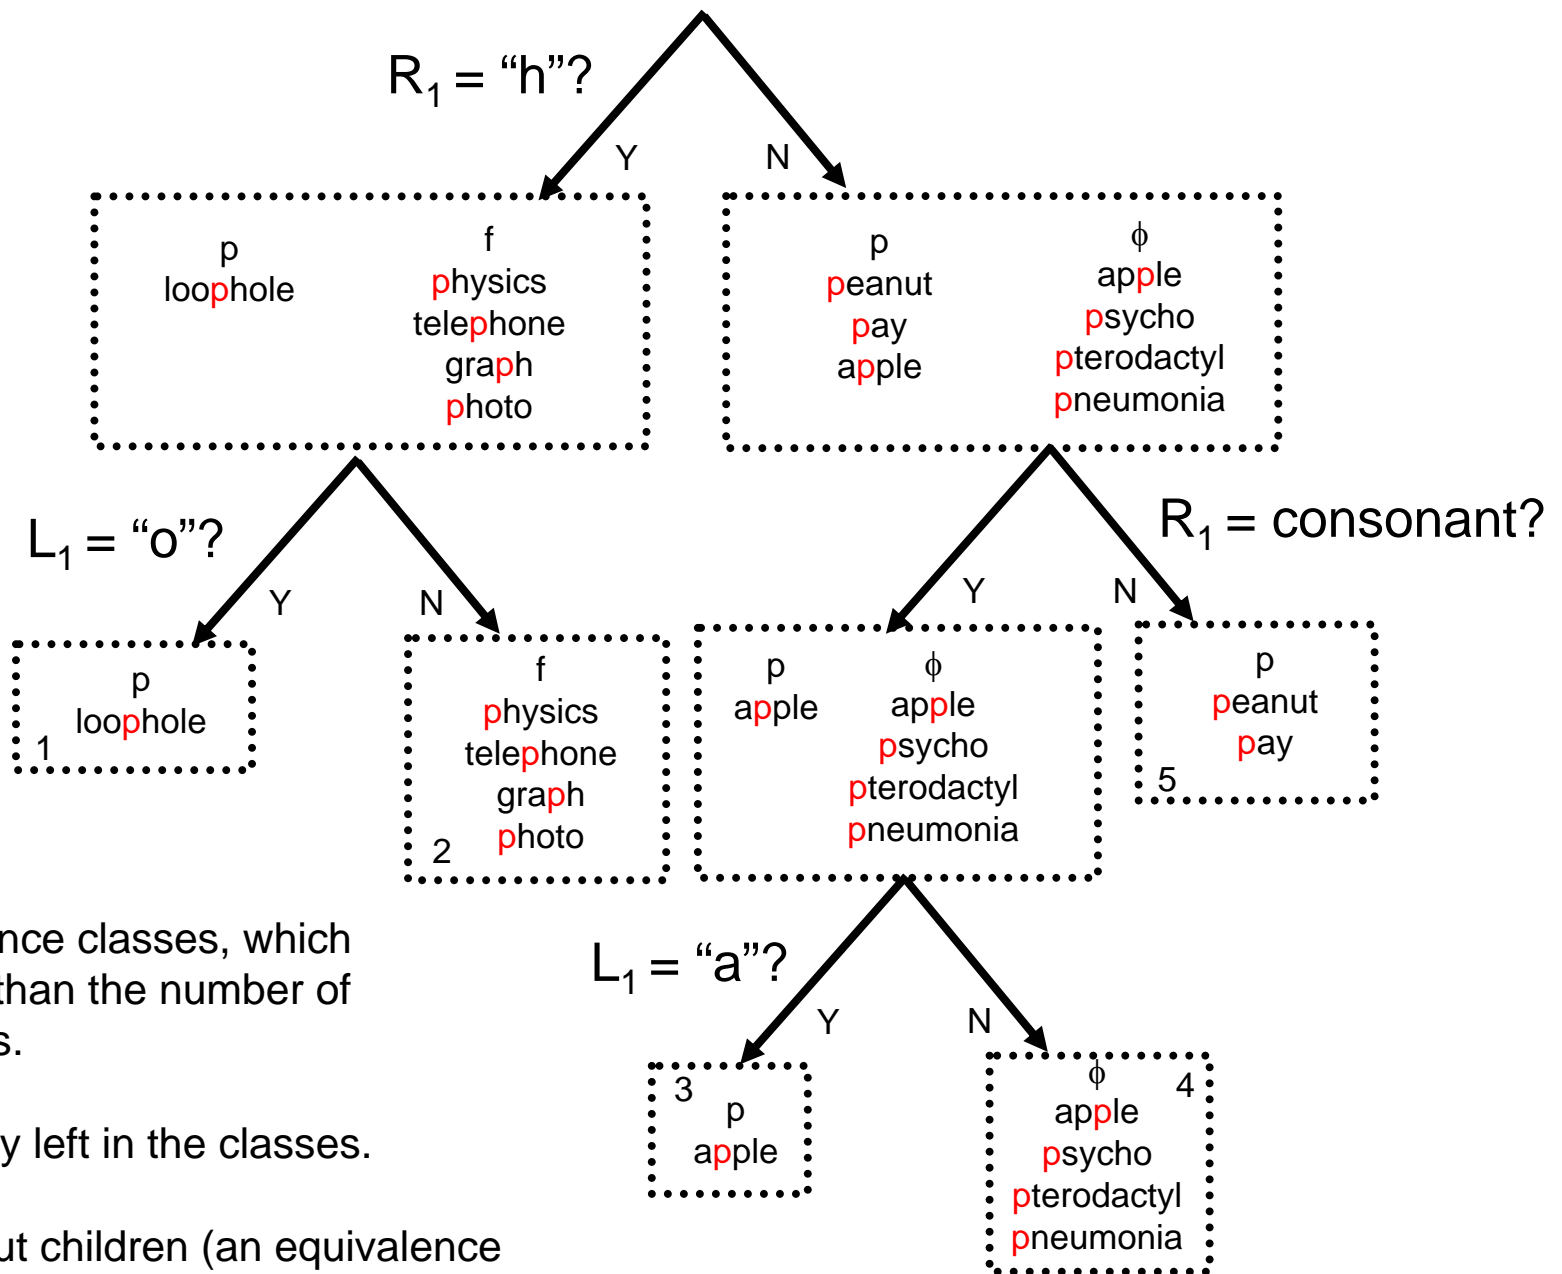 R₁ = “h”?
Y
N
p
loophole
f
physics
telephone
graph
photo
p
peanut
pay
apple
ϕ
apple
psycho
pterodactyl
pneumonia
L₁ = “o”?
Y
N
R₁ = consonant?
Y
N
p
loophole
1
f
physics
telephone
graph
photo
2
p
apple
ϕ
apple
psycho
pterodactyl
pneumonia
p
peanut
pay
5
nce classes, which
than the number of
s.
y left in the classes.
ut children (an equivalence
L₁ = “a”?
Y
N
3
p
apple
ϕ
4
apple
psycho
pterodactyl
pneumonia